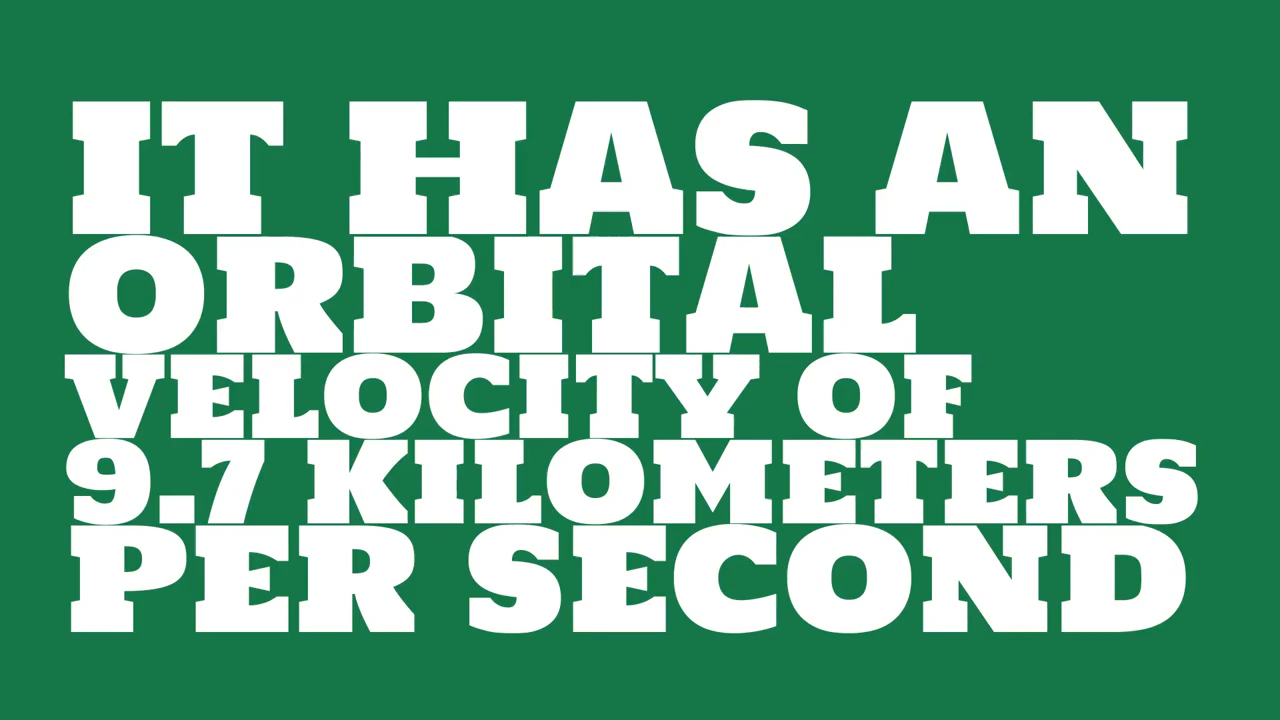 IT HAS AN
ORBITAL
VELOCITY OF
9.7 KILOMETERS
PER SECOND